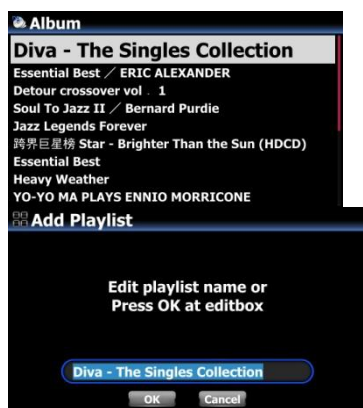 Album
Diva - The Singles Collection
Essential Best ／ ERIC ALEXANDER
Detour crossover vol． 1
Soul To Jazz II ／ Bernard Purdie
Jazz Legends Forever
跨界巨星榜 Star - Brighter Than the Sun (HDCD)
Essential Best
Heavy Weather
YO-YO MA PLAYS ENNIO MORRICONE
Add Playlist
Edit playlist name or
Press OK at editbox
Diva - The Singles Collection
OK Cancel